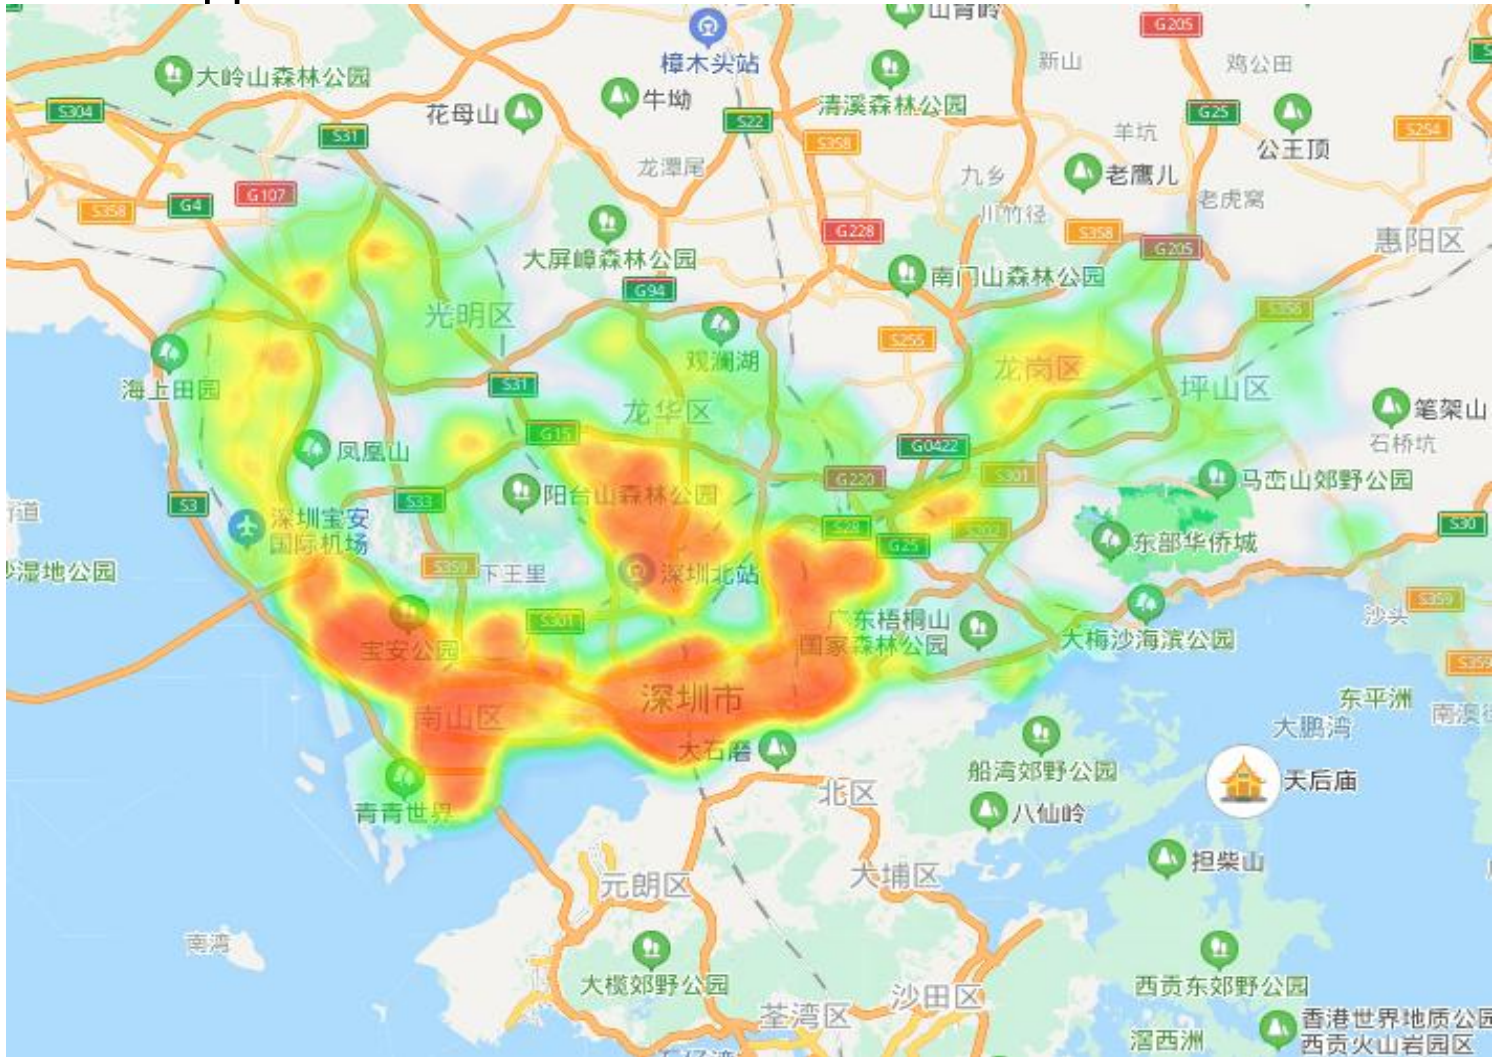 山背岭
G205
樟木头站
新山
鸡公田
大岭山森林公园
牛坳
清溪森林公园
S304
花母山
S22
G25
S31
S358
羊坑
S254
公王顶
龙潭尾
九乡
老鹰儿
G107
老虎窝
S358
G4
川竹径
G228
S358
G205
惠阳区
大屏嶂森林公园
南门山森林公园
G94
光明区
S356
S255
观澜湖
龙岗区
海上田园
S31
坪山区
龙华区
笔架山
G15
凤凰山
G0422
石桥坑
G220
S301
马峦山郊野公园
阳台山森林公园
S3
S33
深圳宝安
国际机场
S28
S202
S30
G25
东部华侨城
湿地公园
S359
下王里
深圳北站
S359
沙头
S301
广东梧桐山
国家森林公园
大梅沙海滨公园
宝安公园
S359
深圳市
东平洲
南山区
大鹏湾
南澳
大石磨
船湾郊野公园
天后庙
北区
青青世界
八仙岭
担柴山
元朗区
大埔区
南湾
大榄郊野公园
西贡东郊野公园
沙田区
荃湾区
香港世界地质公园
滘西洲
西贡火山岩园区